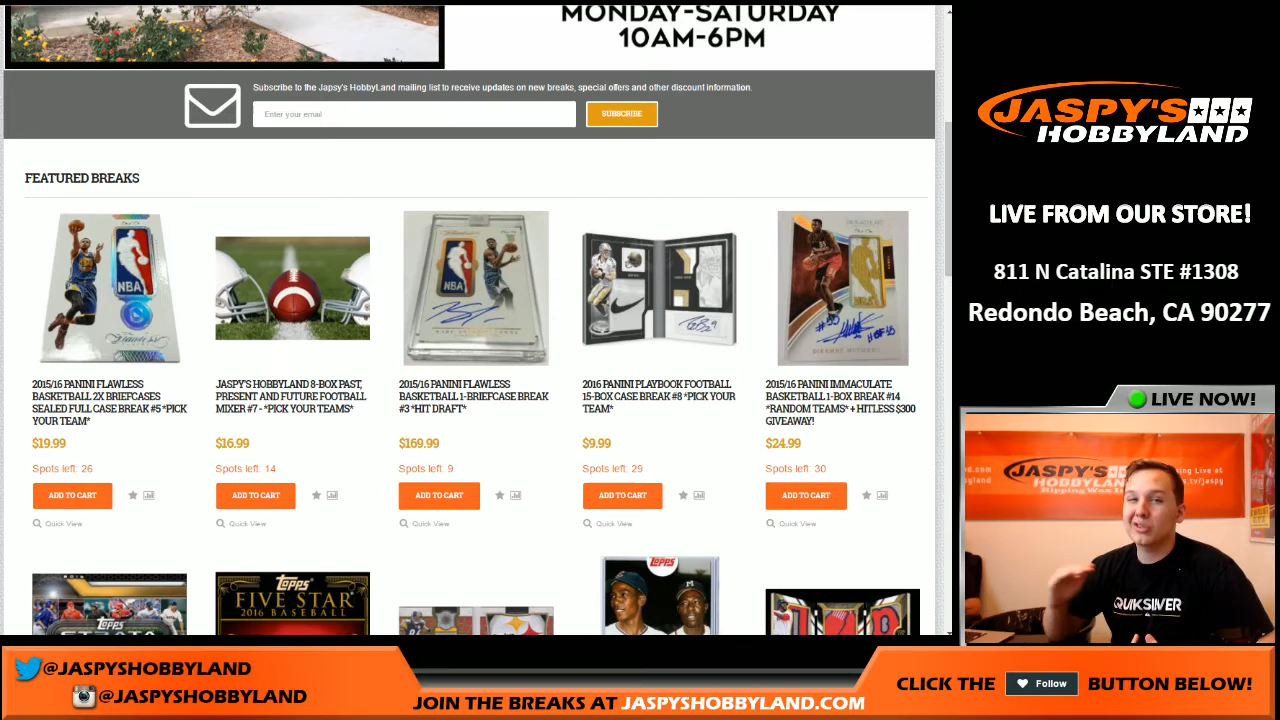 MONDAY-SATURDAY
10AM-6PM
Subscribe to the Japsy's HobbyLand mailing list to receive updates on new breaks, special offers and other discount information.
Enter your email
SUBSCRIBE
FEATURED BREAKS
2015/16 PANINI FLAWLESS
BASKETBALL 2X BRIEFCASES
SEALED FULL CASE BREAK #5 *PICK
YOUR TEAM*
$19.99
Spots left: 26
ADD TO CART
Quick View
JASPY'S HOBBYLAND 8-BOX PAST,
PRESENT AND FUTURE FOOTBALL
MIXER #7 - *PICK YOUR TEAMS*
$16.99
Spots left: 14
ADD TO CART
Quick View
2015/16 PANINI FLAWLESS
BASKETBALL 1-BRIEFCASE BREAK
#3 *HIT DRAFT*
$169.99
Spots left: 9
ADD TO CART
Quick View
2016 PANINI PLAYBOOK FOOTBALL
15-BOX CASE BREAK #8 *PICK YOUR
TEAM*
$9.99
Spots left: 29
ADD TO CART
Quick View
2015/16 PANINI IMMACULATE
BASKETBALL 1-BOX BREAK #14
*RANDOM TEAMS* + HITLESS $300
GIVEAWAY!
$24.99
Spots left: 30
ADD TO CART
Quick View
NBA
NBA
topps
topps
FIVE STAR
2016 BASEBALL
topps
JASPY'S
HOBBYLAND
LIVE FROM OUR STORE!
811 N Catalina STE #1308
Redondo Beach, CA 90277
LIVE NOW!
JASPY'S
HOBBYLAND
QUIKSILVER
@JASPYSHOBBYLAND
@JASPYSHOBBYLAND
JOIN THE BREAKS AT JASPYSHOBBYLAND.COM
CLICK THE Follow BUTTON BELOW!